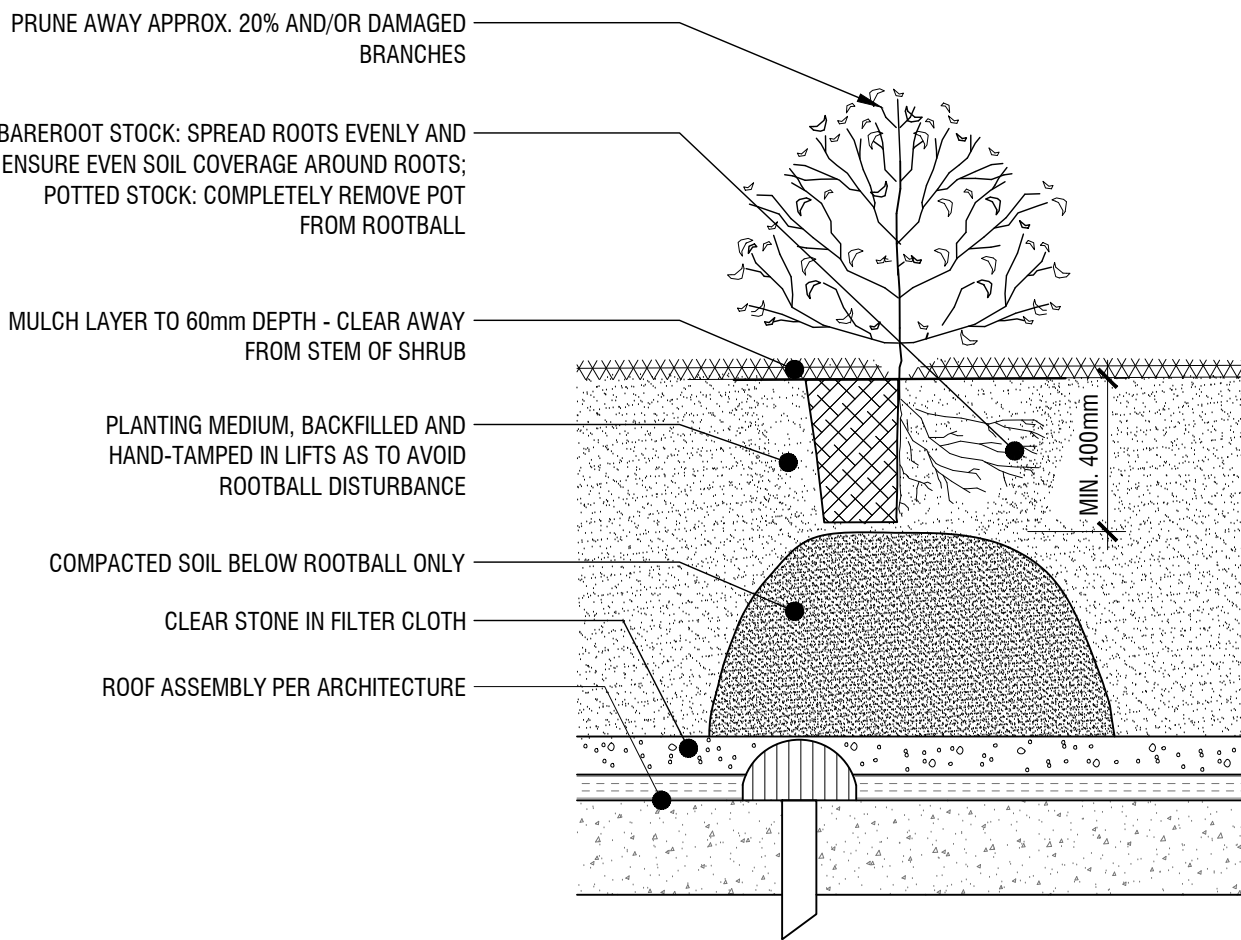 PRUNE AWAY APPROX. 20% AND/OR DAMAGED
BRANCHES
BAREROOT STOCK: SPREAD ROOTS EVENLY AND
ENSURE EVEN SOIL COVERAGE AROUND ROOTS;
POTTED STOCK: COMPLETELY REMOVE POT
FROM ROOTBALL
MULCH LAYER TO 60mm DEPTH - CLEAR AWAY
FROM STEM OF SHRUB
PLANTING MEDIUM, BACKFILLED AND
HAND-TAMPED IN LIFTS AS TO AVOID
ROOTBALL DISTURBANCE
COMPACTED SOIL BELOW ROOTBALL ONLY
CLEAR STONE IN FILTER CLOTH
ROOF ASSEMBLY PER ARCHITECTURE
MIN. 400mm